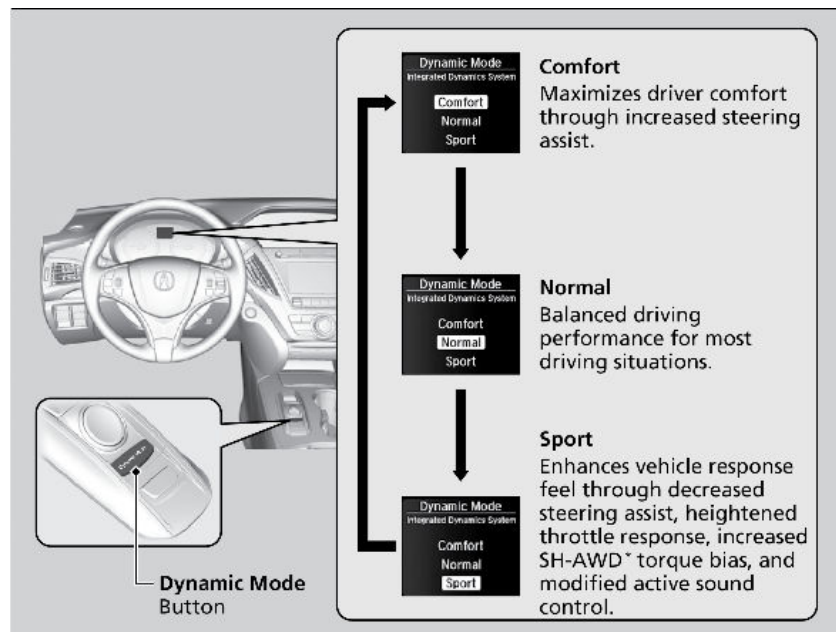 Dynamic Mode
Integrated Dynamics System
Comfort
Normal
Sport
Comfort
Maximizes driver comfort
through increased steering
assist.
Dynamic Mode
Integrated Dynamics System
Comfort
Normal
Sport
Normal
Balanced driving
performance for most
driving situations.
Dynamic Mode
Integrated Dynamics System
Comfort
Normal
Sport
Sport
Enhances vehicle response
feel through decreased
steering assist, heightened
throttle response, increased
SH-AWD* torque bias, and
modified active sound
control.
Dynamic Mode
Button